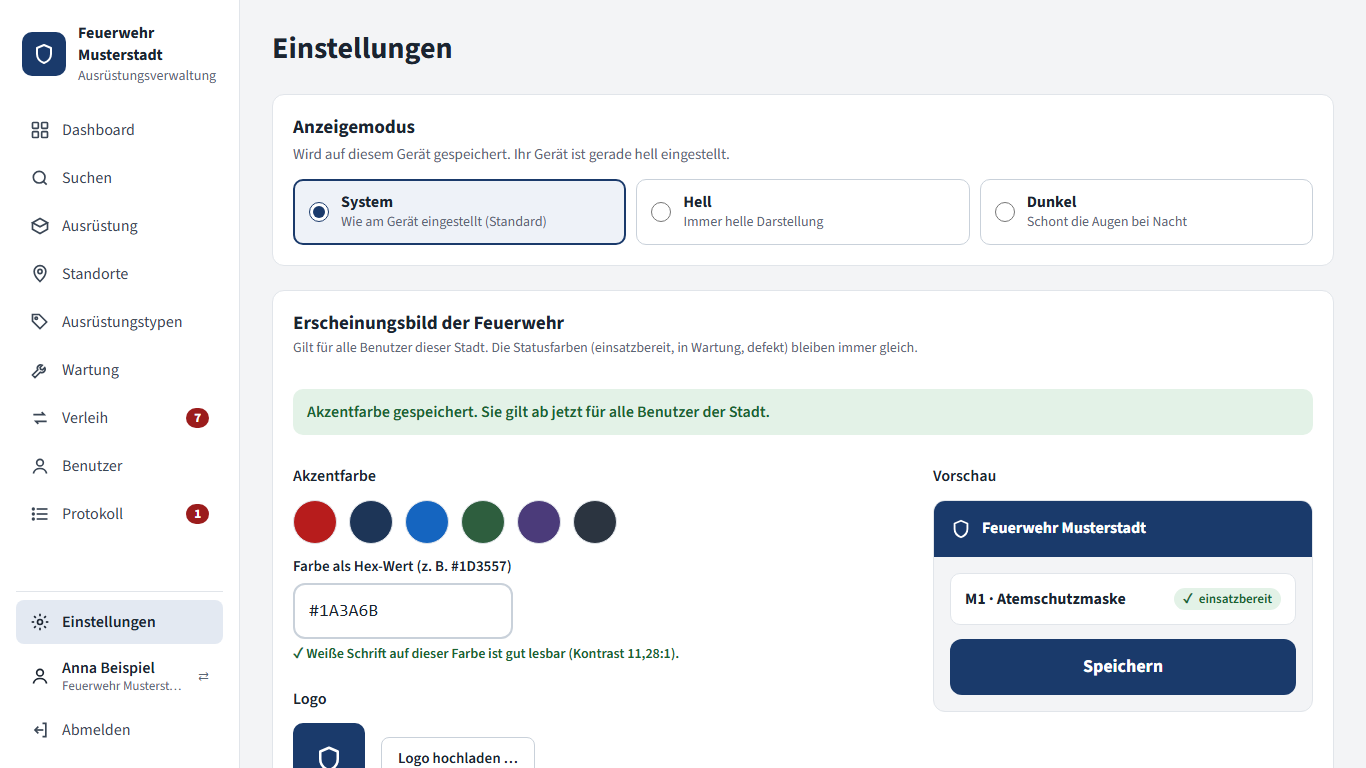 Feuerwehr
Musterstadt
Ausrüstungsverwaltung
Dashboard
Suchen
Ausrüstung
Standorte
Ausrüstungstypen
Wartung
Verleih 7
Benutzer
Protokoll 1
Einstellungen
Anna Beispiel
Feuerwehr Musterst…
Abmelden
Einstellungen
Anzeigemodus
Wird auf diesem Gerät gespeichert. Ihr Gerät ist gerade hell eingestellt.
System
Wie am Gerät eingestellt (Standard)
Hell
Immer helle Darstellung
Dunkel
Schont die Augen bei Nacht
Erscheinungsbild der Feuerwehr
Gilt für alle Benutzer dieser Stadt. Die Statusfarben (einsatzbereit, in Wartung, defekt) bleiben immer gleich.
Akzentfarbe gespeichert. Sie gilt ab jetzt für alle Benutzer der Stadt.
Akzentfarbe
Farbe als Hex-Wert (z. B. #1D3557)
#1A3A6B
✓ Weiße Schrift auf dieser Farbe ist gut lesbar (Kontrast 11,28:1).
Logo
Logo hochladen …
Vorschau
Feuerwehr Musterstadt
M1 · Atemschutzmaske
✓ einsatzbereit
Speichern